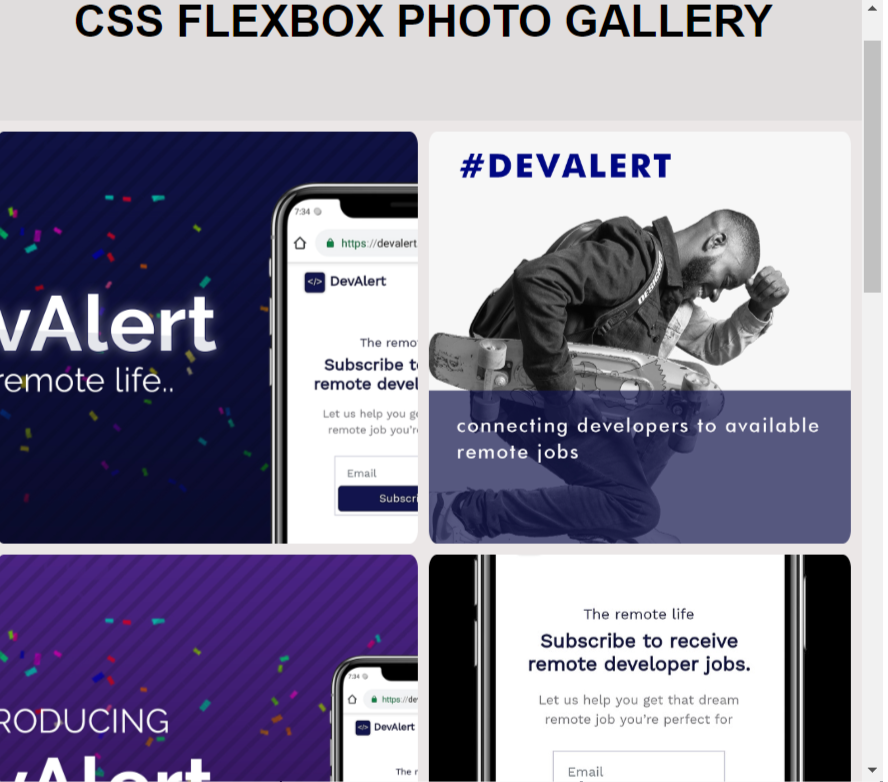 CSS FLEXBOX PHOTO GALLERY
vAlert
remote life..
7:34
https://devalert
</> DevAlert
The remo
Subscribe t
remote devel
Let us help you ge
remote job you're
Email
Subscri
#DEVALERT
DESIGNER
connecting developers to available
remote jobs
RODUCING
vAlert
7:34
https://de
</> DevAlert
The r
The remote life
Subscribe to receive
remote developer jobs.
Let us help you get that dream
remote job you're perfect for
Email